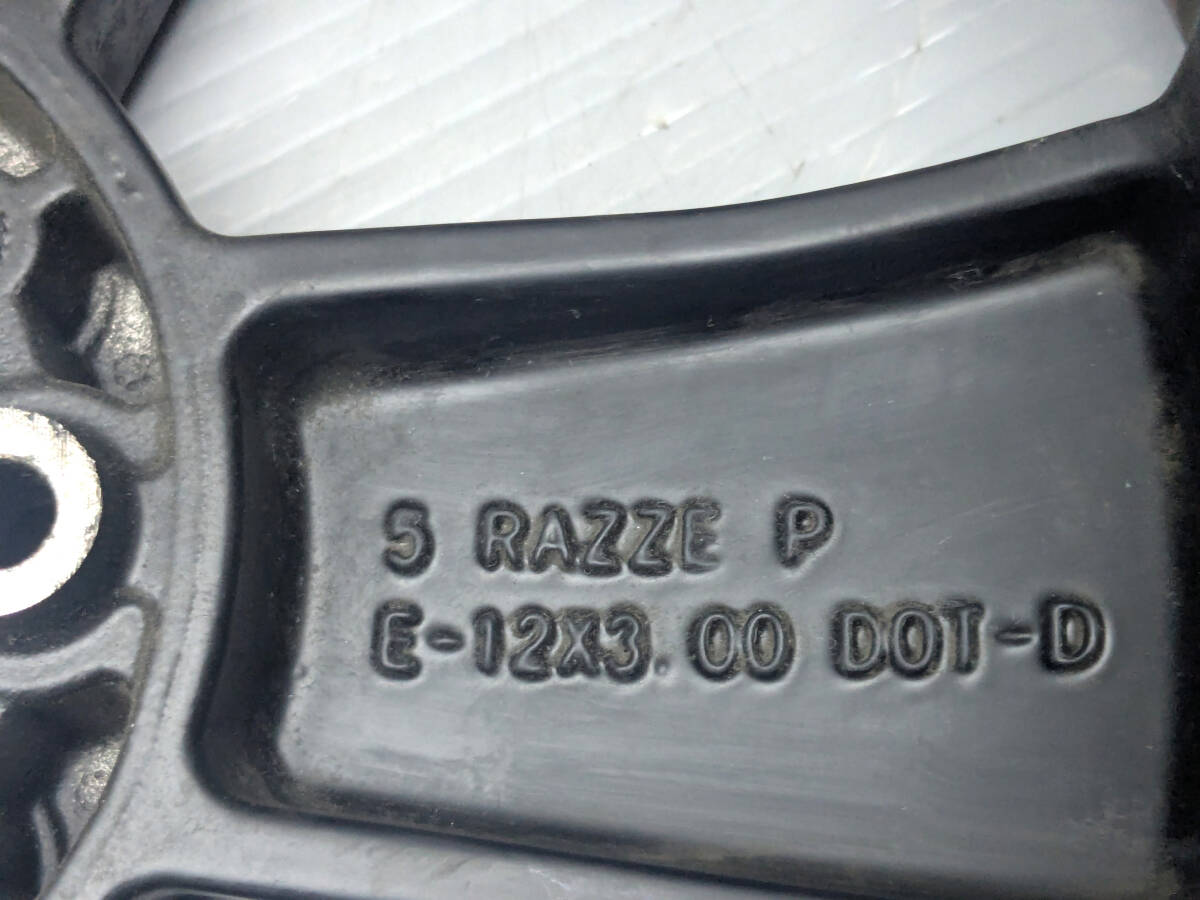 5 RAZZE P
E-12X3.00 DOT-D